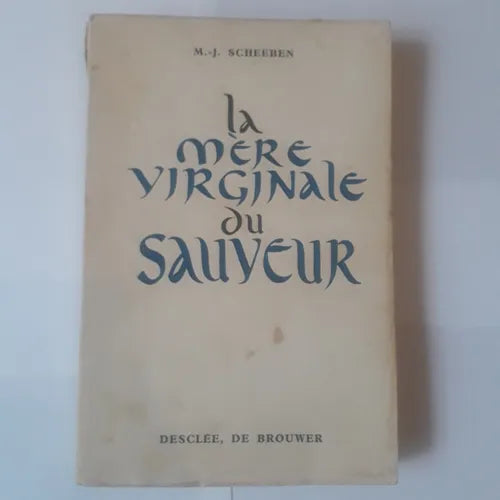 M.-J. SCHEEBEN
la
MÈRE
VIRGINALE
du
SAUVEUR
DESCLÉE, DE BROUWER